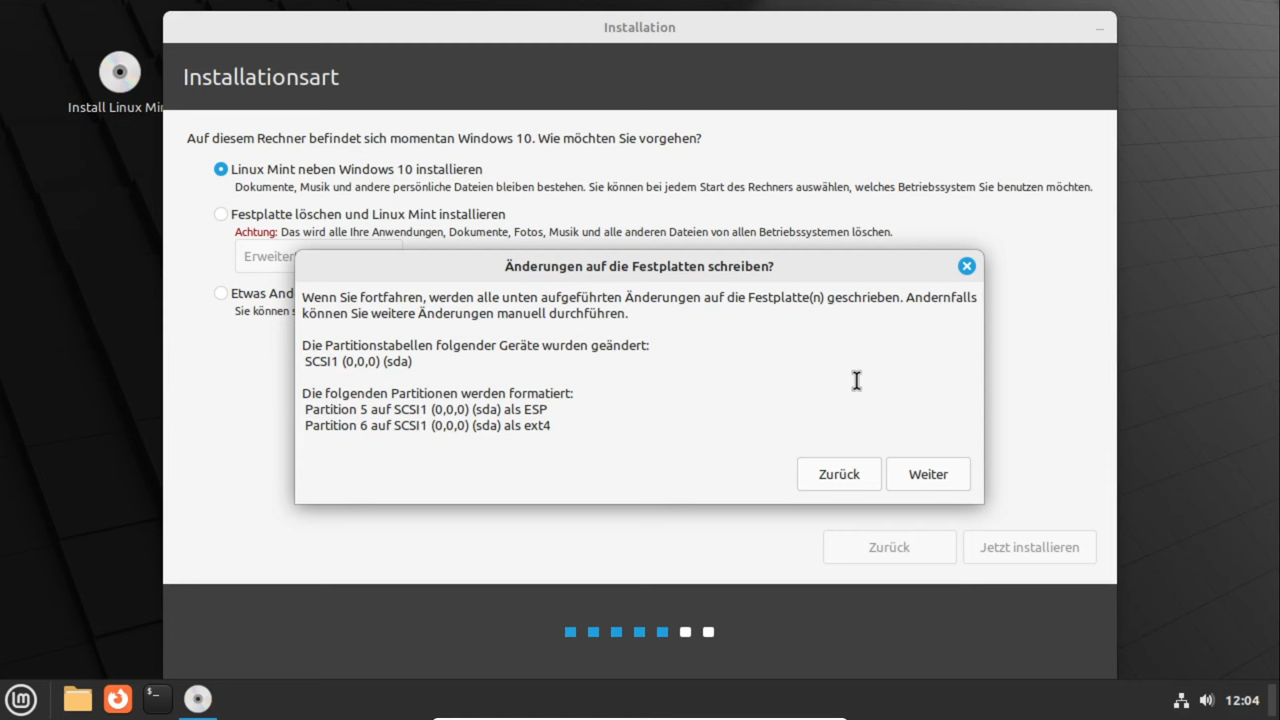 Installation
Install Linux Min
Installationsart
Auf diesem Rechner befindet sich momentan Windows 10. Wie möchten Sie vorgehen?
Linux Mint neben Windows 10 installieren
Dokumente, Musik und andere persönliche Dateien bleiben bestehen. Sie können bei jedem Start des Rechners auswählen, welches Betriebssystem Sie benutzen möchten.
Festplatte löschen und Linux Mint installieren
Achtung: Das wird alle Ihre Anwendungen, Dokumente, Fotos, Musik und alle anderen Dateien von allen Betriebssystemen löschen.
Erweiter
Etwas And
Sie können s
Änderungen auf die Festplatten schreiben?
Wenn Sie fortfahren, werden alle unten aufgeführten Änderungen auf die Festplatte(n) geschrieben. Andernfalls
können Sie weitere Änderungen manuell durchführen.
Die Partitionstabellen folgender Geräte wurden geändert:
SCSI1 (0,0,0) (sda)
Die folgenden Partitionen werden formatiert:
Partition 5 auf SCSI1 (0,0,0) (sda) als ESP
Partition 6 auf SCSI1 (0,0,0) (sda) als ext4
Zurück Weiter
Zurück Jetzt installieren
$_
12:04